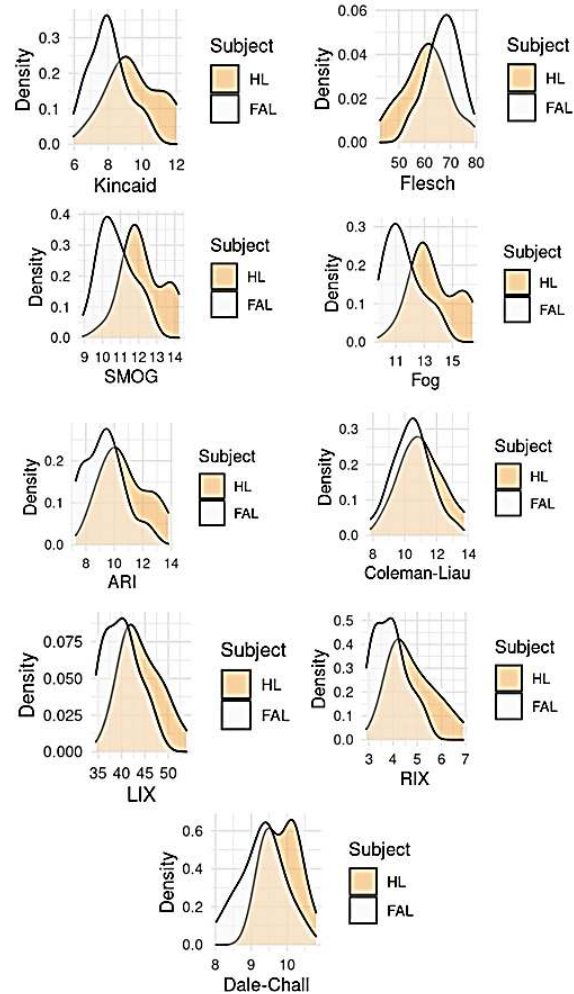 Density
0.3
0.2
0.1
0.0
6 8 10 12
Kincaid
Subject
HL
FAL
Density
0.06
0.04
0.02
0.00
50 60 70 80
Flesch
Subject
HL
FAL
Density
0.4
0.3
0.2
0.1
0.0
9 10 11 12 13 14
SMOG
Subject
HL
FAL
Density
0.3
0.2
0.1
0.0
11 13 15
Fog
Subject
HL
FAL
Density
0.2
0.1
0.0
8 10 12 14
ARI
Subject
HL
FAL
Density
0.3
0.2
0.1
0.0
8 10 12 14
Coleman-Liau
Subject
HL
FAL
Density
0.075
0.050
0.025
0.000
35 40 45 50
LIX
Subject
HL
FAL
Density
0.5
0.4
0.3
0.2
0.1
0.0
3 4 5 6 7
RIX
Subject
HL
FAL
Density
0.6
0.4
0.2
0.0
8 9 10
Dale-Chall
Subject
HL
FAL